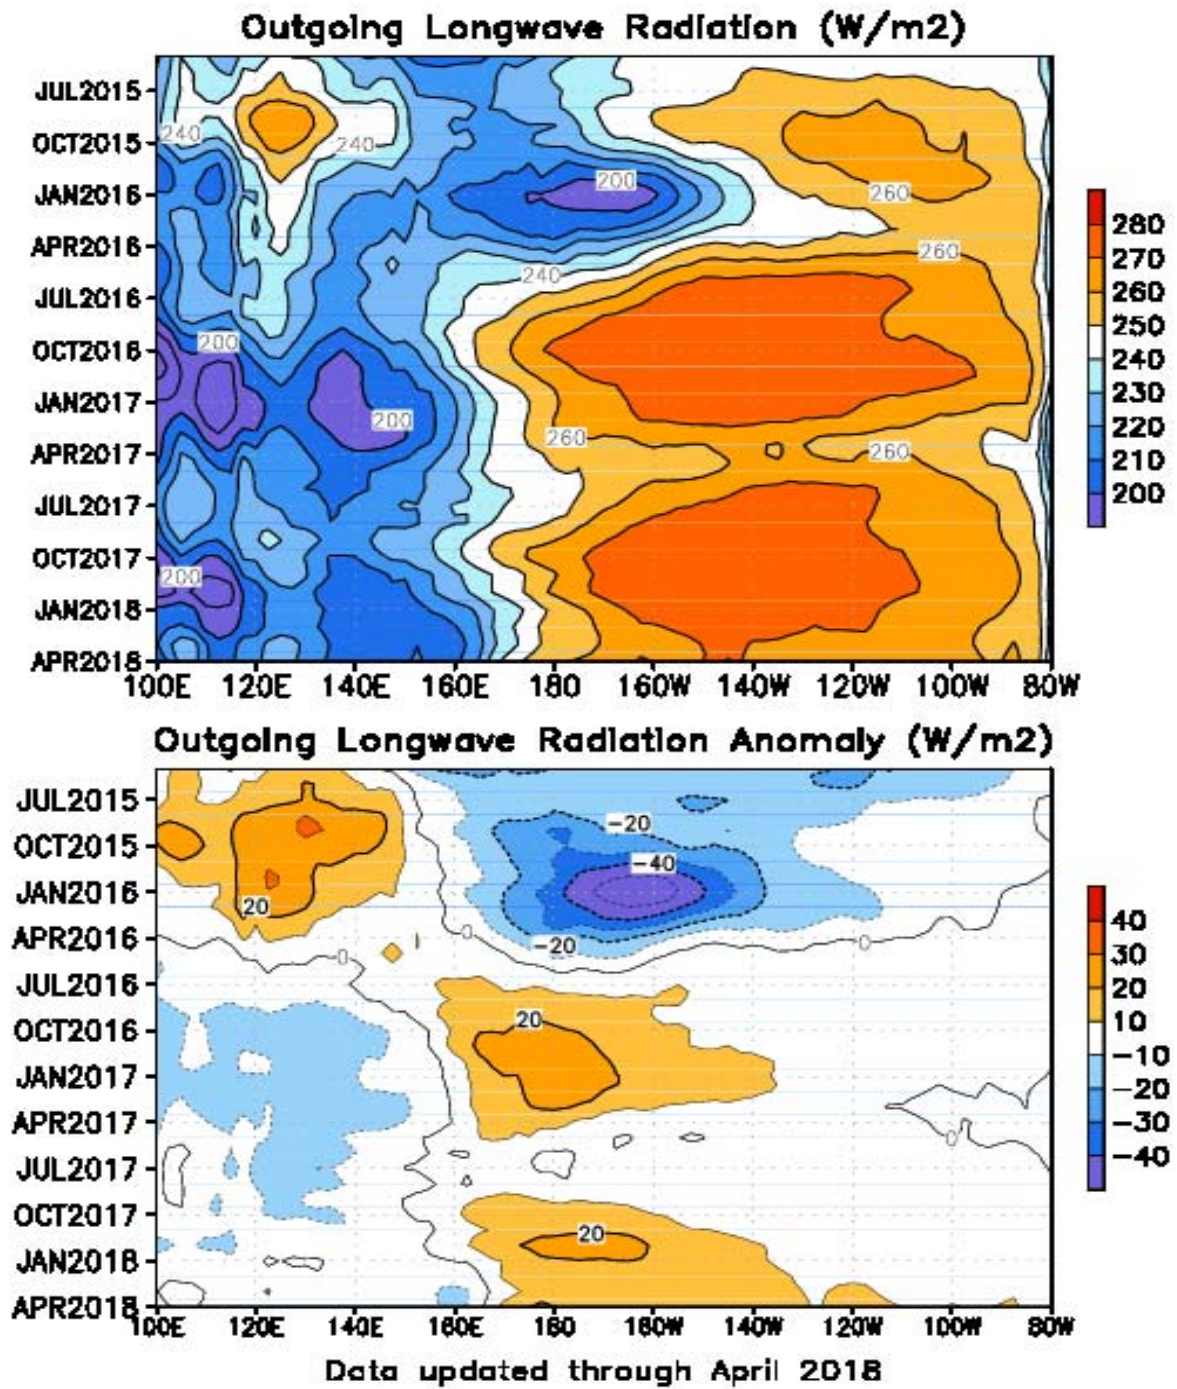 Outgoing Longwave Radiation (W/m2)
JUL2015
OCT2015
JAN2016
APR2016
JUL2016
OCT2016
JAN2017
APR2017
JUL2017
OCT2017
JAN2018
APR2018
240
240
200
260
260
240
200
200
260
260
200
280
270
260
250
240
230
220
210
200
100E 120E 140E 160E 180 160W 140W 120W 100W 80W
Outgoing Longwave Radiation Anomaly (W/m2)
JUL2015
OCT2015
JAN2016
APR2016
JUL2016
OCT2016
JAN2017
APR2017
JUL2017
OCT2017
JAN2018
APR2018
-20
-40
20
0
-20
0
0
20
0
20
40
30
20
10
-10
-20
-30
-40
100E 120E 140E 160E 180 160W 140W 120W 100W 80W
Data updated through April 2018